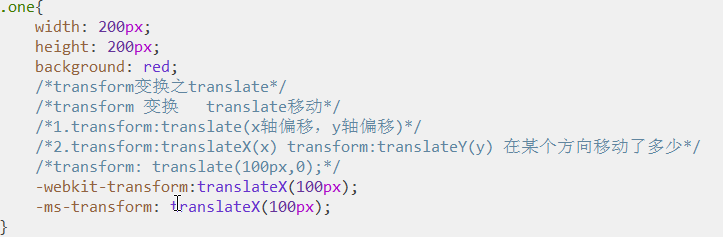 .one{
width: 200px;
height: 200px;
background: red;
/*transform变换之translate*/
/*transform 变换   translate移动*/
/*1.transform:translate(x轴偏移，y轴偏移)*/
/*2.transform:translateX(x) transform:translateY(y) 在某个方向移动了多少*/
/*transform: translate(100px,0);*/
-webkit-transform:translateX(100px);
-ms-transform: translateX(100px);
}